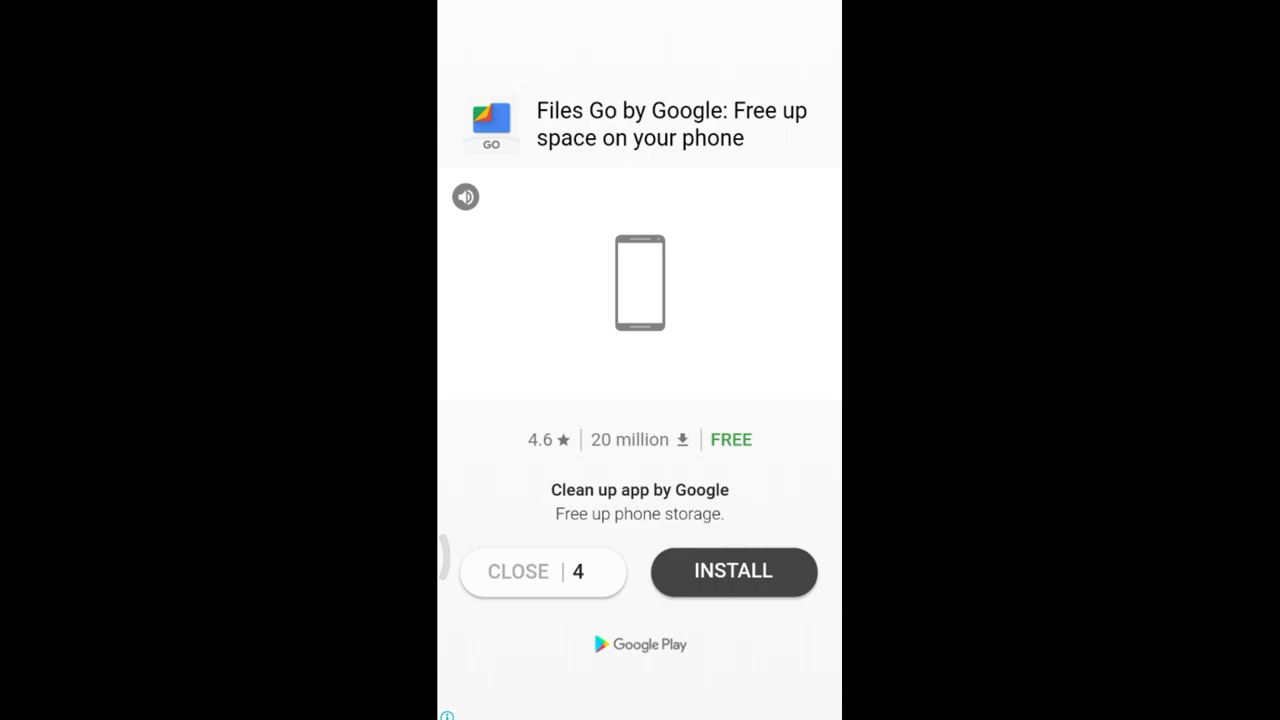 Files Go by Google: Free up
space on your phone
GO
4.6 | 20 million | FREE
Clean up app by Google
Free up phone storage.
CLOSE | 4
INSTALL
Google Play